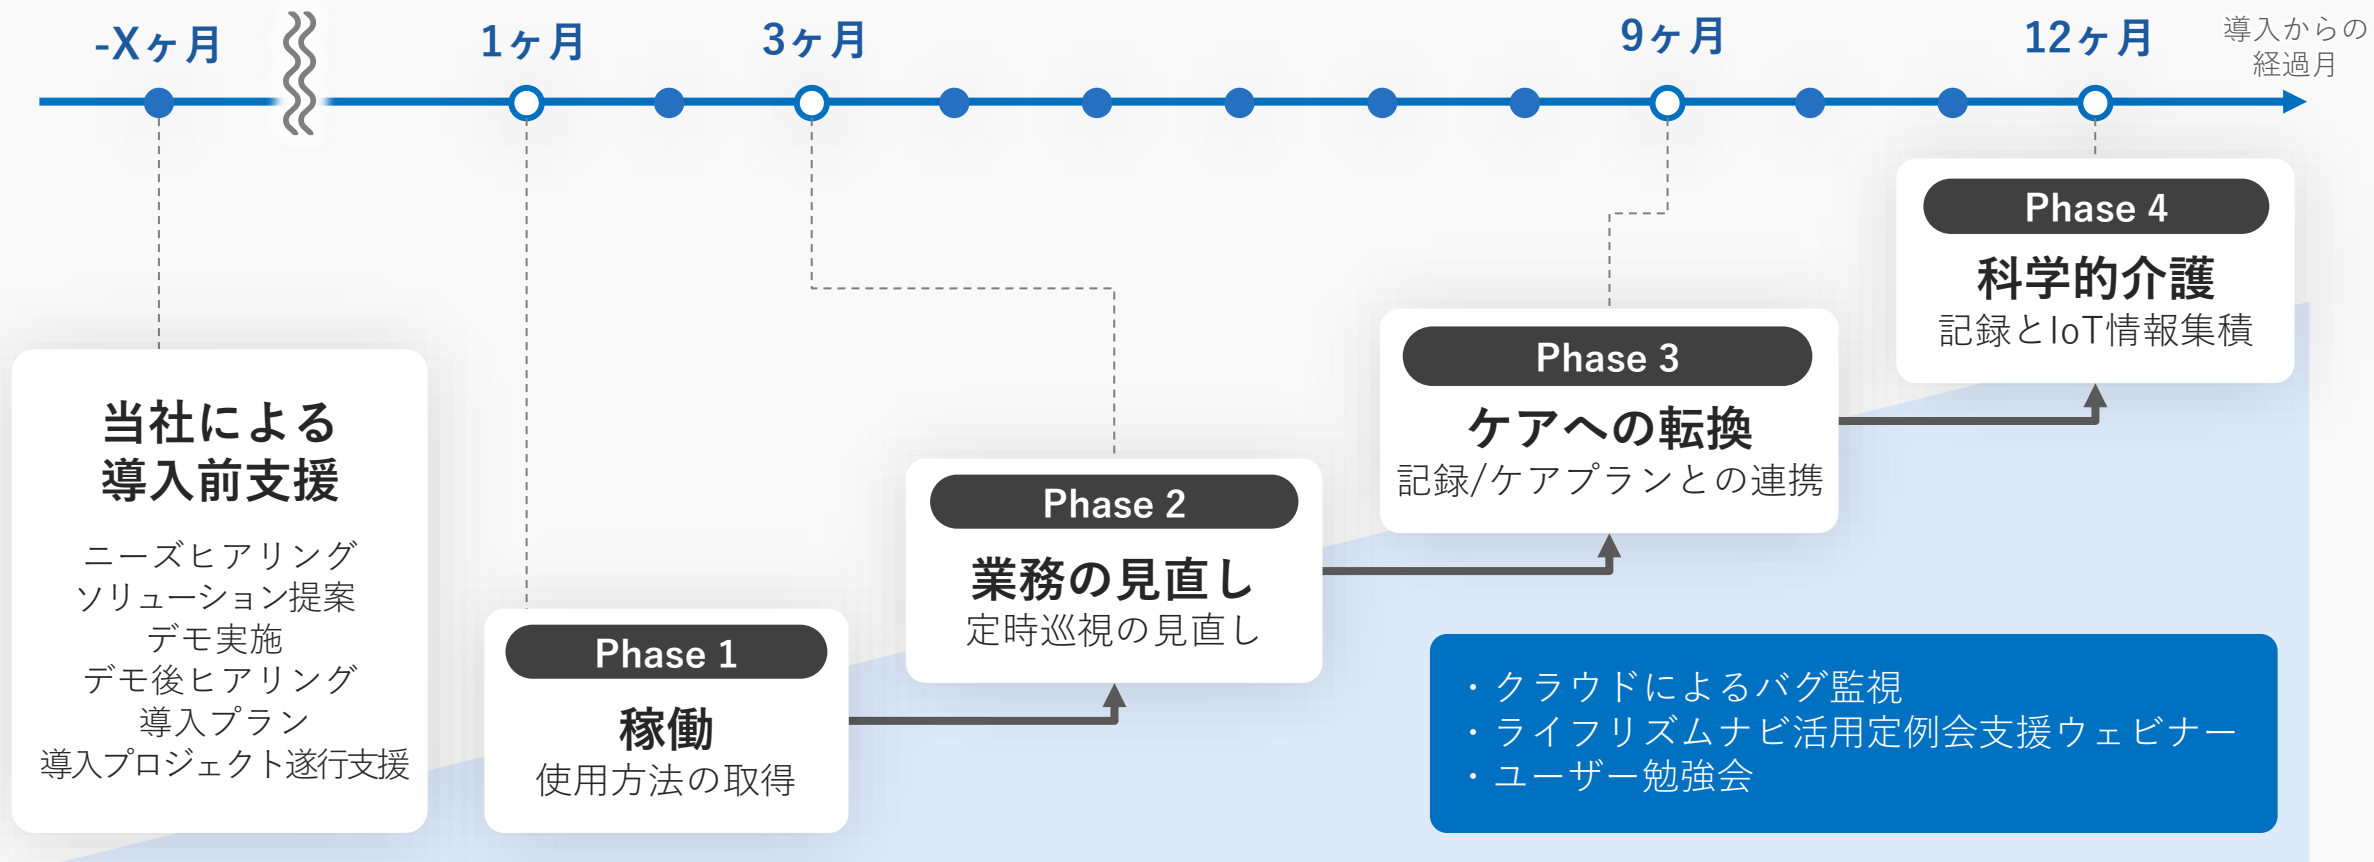 -Xヶ月
1ヶ月
3ヶ月
9ヶ月
12ヶ月
導入からの
経過月
当社による
導入前支援
ニーズヒアリング
ソリューション提案
デモ実施
デモ後ヒアリング
導入プラン
導入プロジェクト遂行支援
Phase 1
稼働
使用方法の取得
Phase 2
業務の見直し
定時巡視の見直し
Phase 3
ケアへの転換
記録/ケアプランとの連携
Phase 4
科学的介護
記録とIoT情報集積
・クラウドによるバグ監視
・ライフリズムナビ活用定例会支援ウェビナー
・ユーザー勉強会